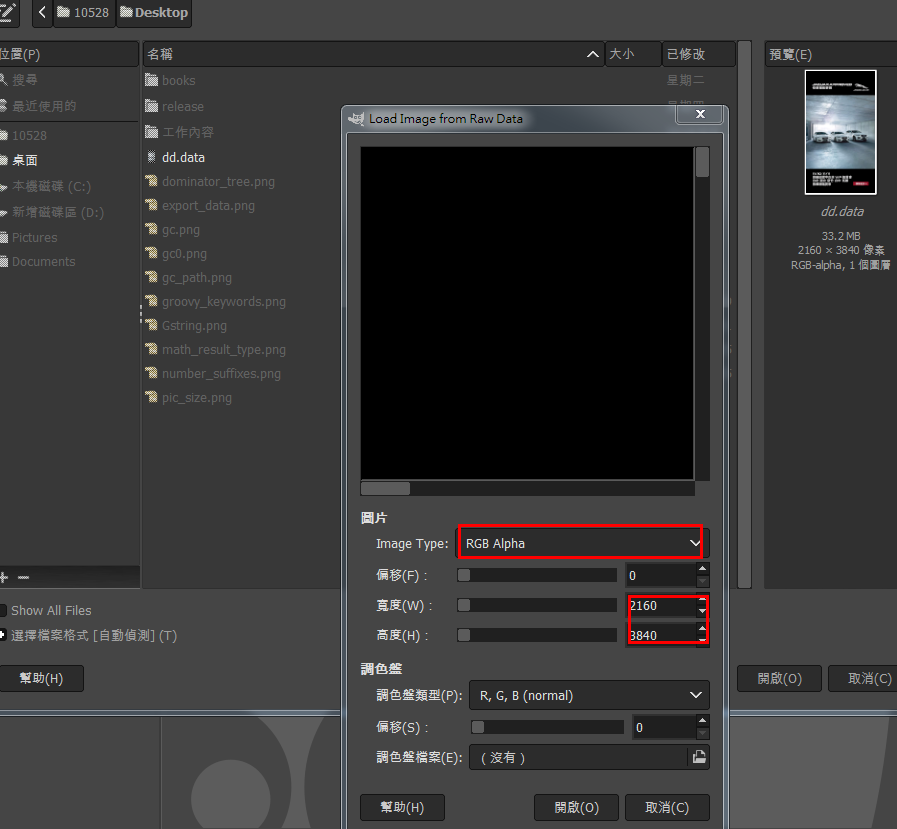 10528
Desktop
位置(P)
搜尋
最近使用的
10528
桌面
本機磁碟 (C:)
新增磁碟區 (D:)
Pictures
Documents
名稱
大小
已修改
books
星期二
release
工作內容
dd.data
dominator_tree.png
export_data.png
gc.png
gc0.png
gc_path.png
groovy_keywords.png
Gstring.png
math_result_type.png
number_suffixes.png
pic_size.png
預覽(E)
dd.data
33.2 MB
2160 × 3840 像素
RGB-alpha, 1 個圖層
Load Image from Raw Data
圖片
Image Type: RGB Alpha
偏移(F)： 0
寬度(W)： 2160
高度(H)： 3840
調色盤
調色盤類型(P): R, G, B (normal)
偏移(S)： 0
調色盤檔案(E): （沒有）
幫助(H)
開啟(O)
取消(C)
Show All Files
選擇檔案格式 [自動偵測] (T)
幫助(H)
開啟(O)
取消(C)